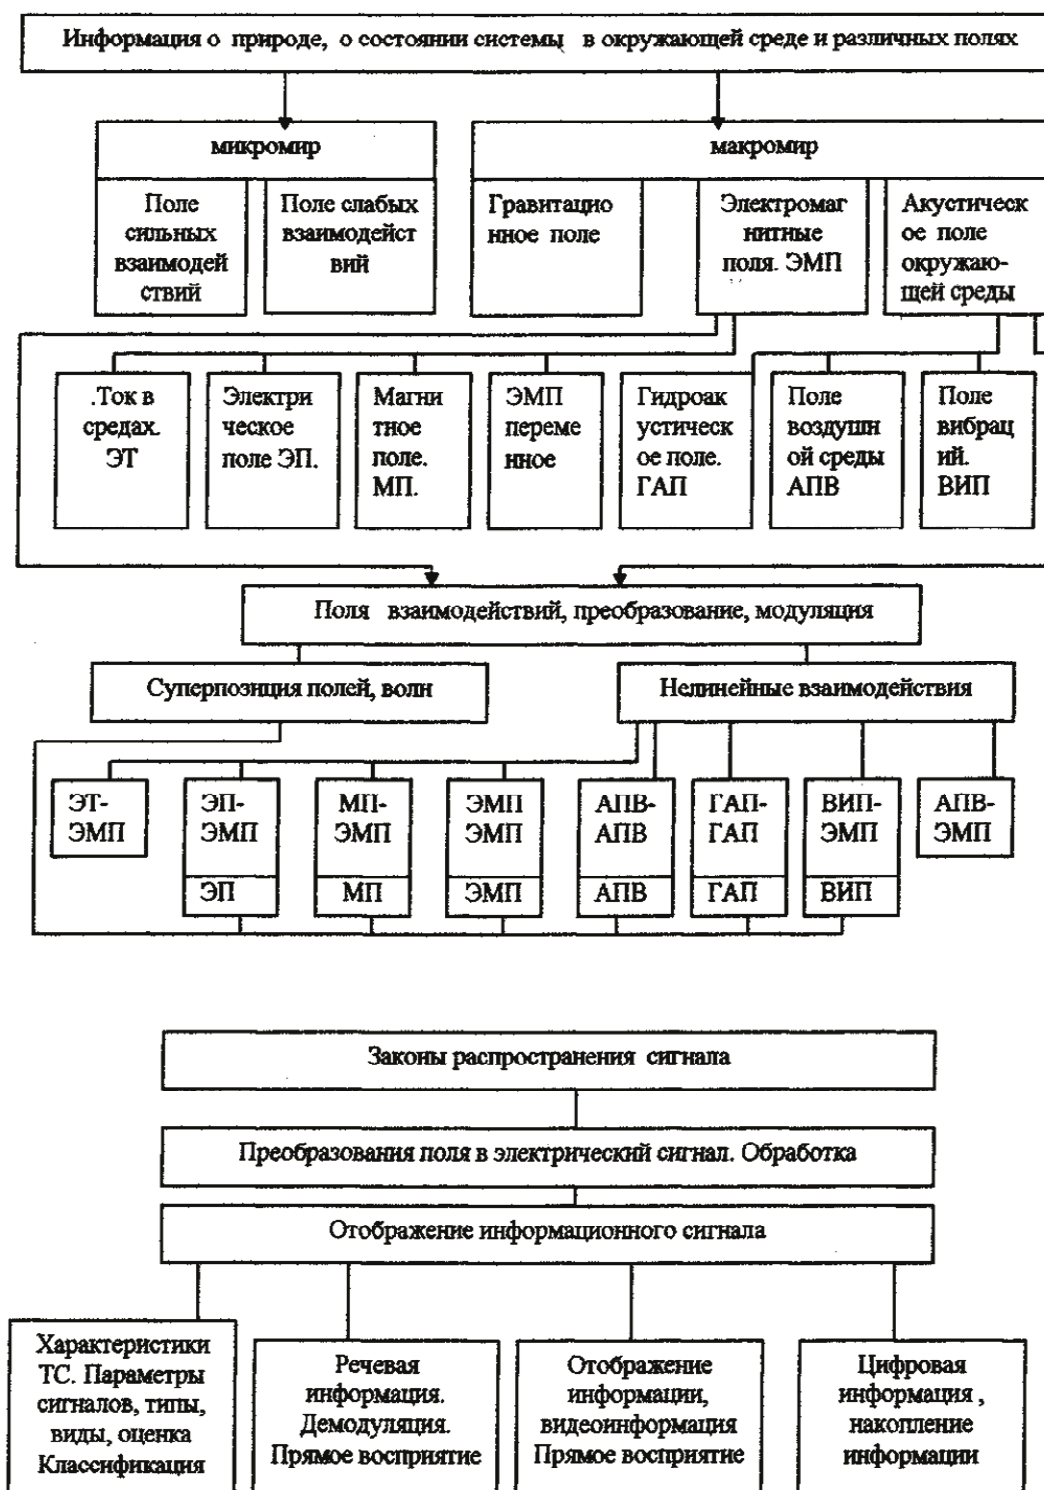 Информация о природе, о состоянии системы в окружающей среде и различных полях
микромир
макромир
Поле
сильных
взаимодей
ствий
Поле слабых
взаимодейст
вий
Гравитацио
нное поле
Электромаг
нитные
поля. ЭМП
Акустическ
ое поле
окружаю-
щей среды
.Ток в
средах.
ЭТ
Электри
ческое
поле ЭП.
Магни
тное
поле.
МП.
ЭМП
переме
нное
Гидроак
устическ
ое поле.
ГАП
Поле
воздушн
ой среды
АПВ
Поле
вибрац
ий.
ВИП
Поля взаимодействий, преобразование, модуляция
Суперпозиция полей, волн
Нелинейные взаимодействия
ЭТ-
ЭМП
ЭП-
ЭМП
ЭП
МП-
ЭМП
МП
ЭМП
ЭМП
ЭМП
АПВ-
АПВ
АПВ
ГАП-
ГАП
ГАП
ВИП-
ЭМП
ВИП
АПВ-
ЭМП
Законы распространения сигнала
Преобразования поля в электрический сигнал. Обработка
Отображение информационного сигнала
Характеристики
ТС. Параметры
сигналов, типы,
виды, оценка
Классификация
Речевая
информация.
Демодуляция.
Прямое восприятие
Отображение
информации,
видеоинформация
Прямое восприятие
Цифровая
информация ,
накопление
информации